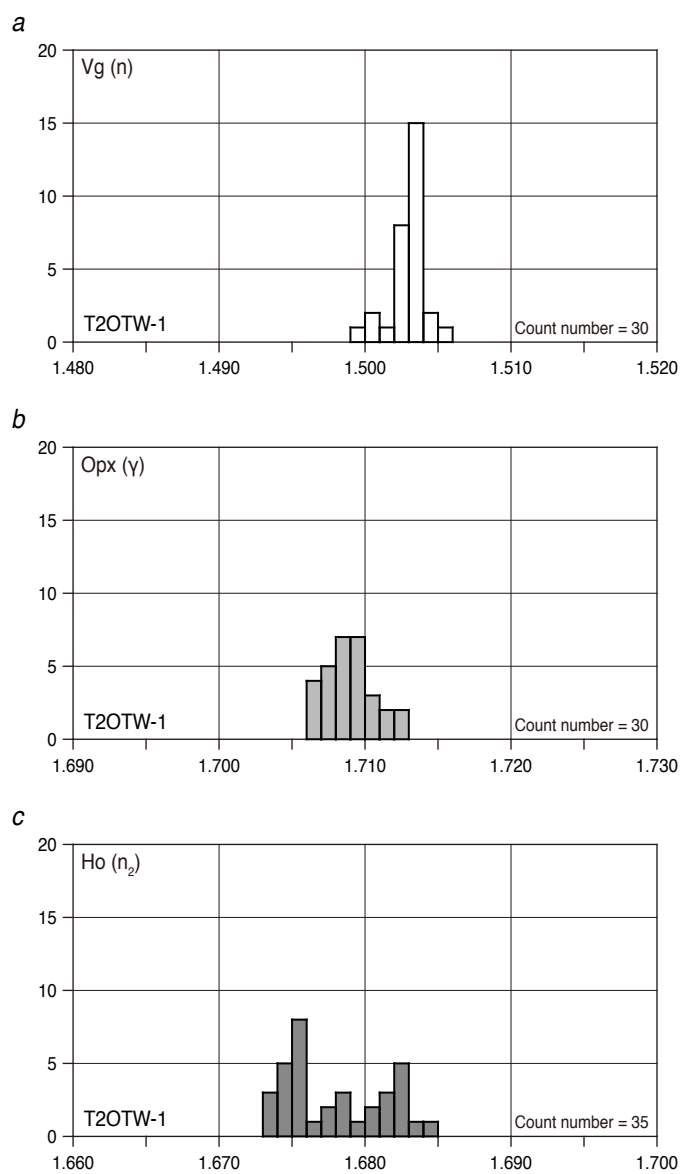 a
20
Vg (n)
15
10
5
T2OTW-1
Count number = 30
0
1.480
1.490
1.500
1.510
1.520
b
20
Opx (γ)
15
10
5
T2OTW-1
Count number = 30
0
1.690
1.700
1.710
1.720
1.730
c
20
Ho (n₂)
15
10
5
T2OTW-1
Count number = 35
0
1.660
1.670
1.680
1.690
1.700